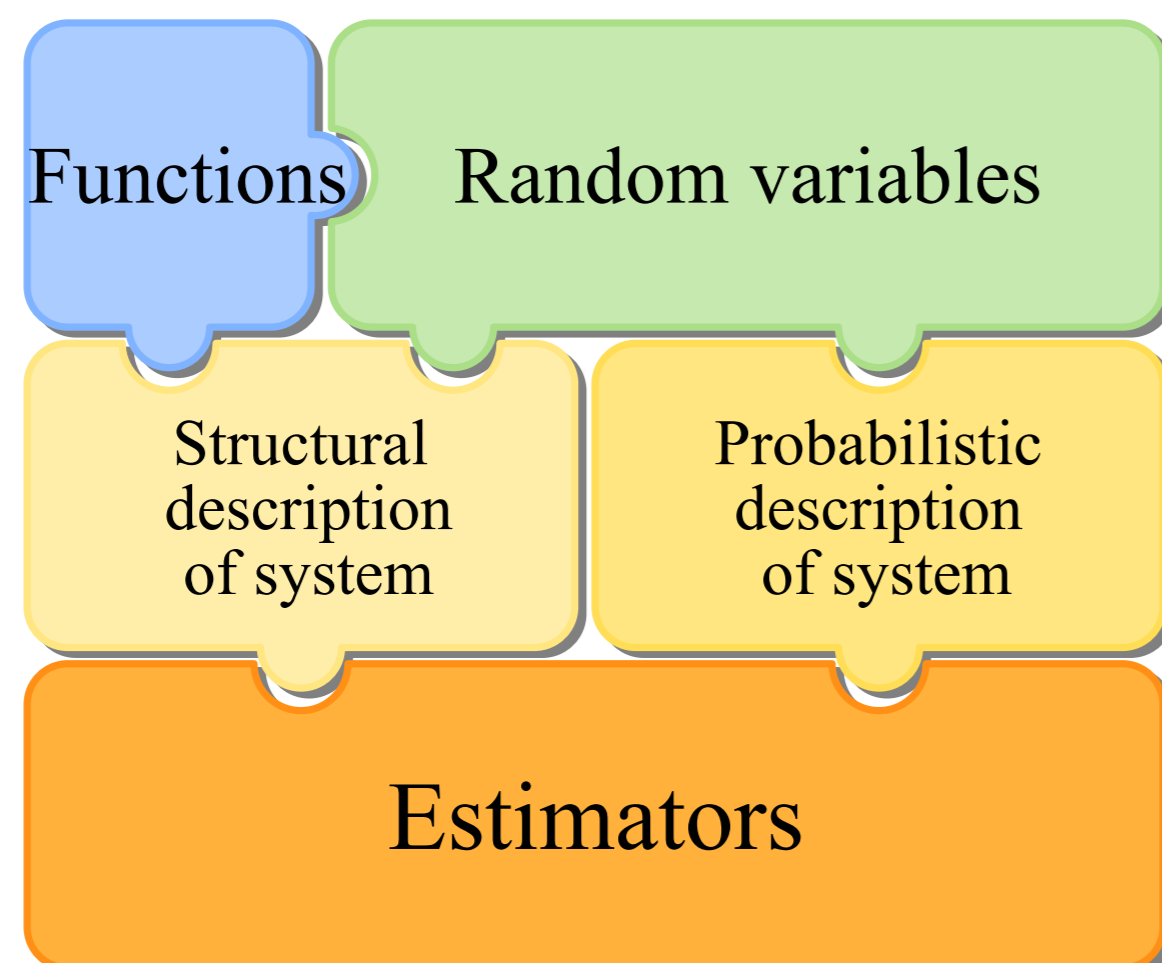 Functions
Random variables
Structural
description
of system
Probabilistic
description
of system
Estimators